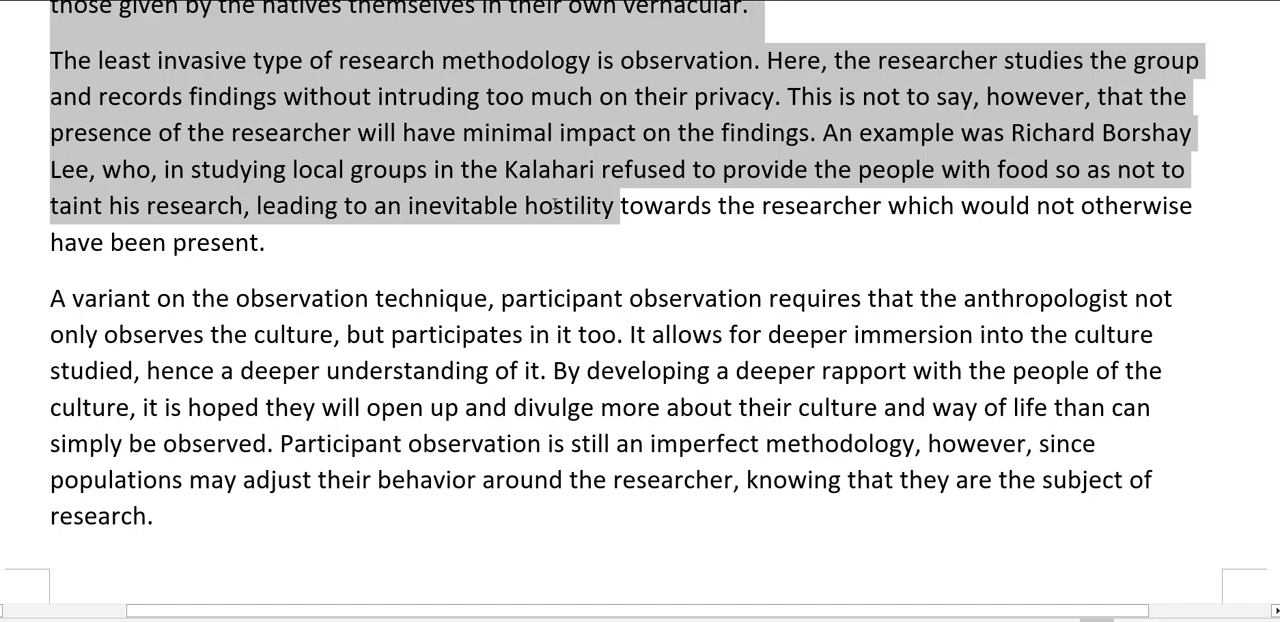 those given by the natives themselves in their own vernacular.
The least invasive type of research methodology is observation. Here, the researcher studies the group
and records findings without intruding too much on their privacy. This is not to say, however, that the
presence of the researcher will have minimal impact on the findings. An example was Richard Borshay
Lee, who, in studying local groups in the Kalahari refused to provide the people with food so as not to
taint his research, leading to an inevitable hostility towards the researcher which would not otherwise
have been present.
A variant on the observation technique, participant observation requires that the anthropologist not
only observes the culture, but participates in it too. It allows for deeper immersion into the culture
studied, hence a deeper understanding of it. By developing a deeper rapport with the people of the
culture, it is hoped they will open up and divulge more about their culture and way of life than can
simply be observed. Participant observation is still an imperfect methodology, however, since
populations may adjust their behavior around the researcher, knowing that they are the subject of
research.